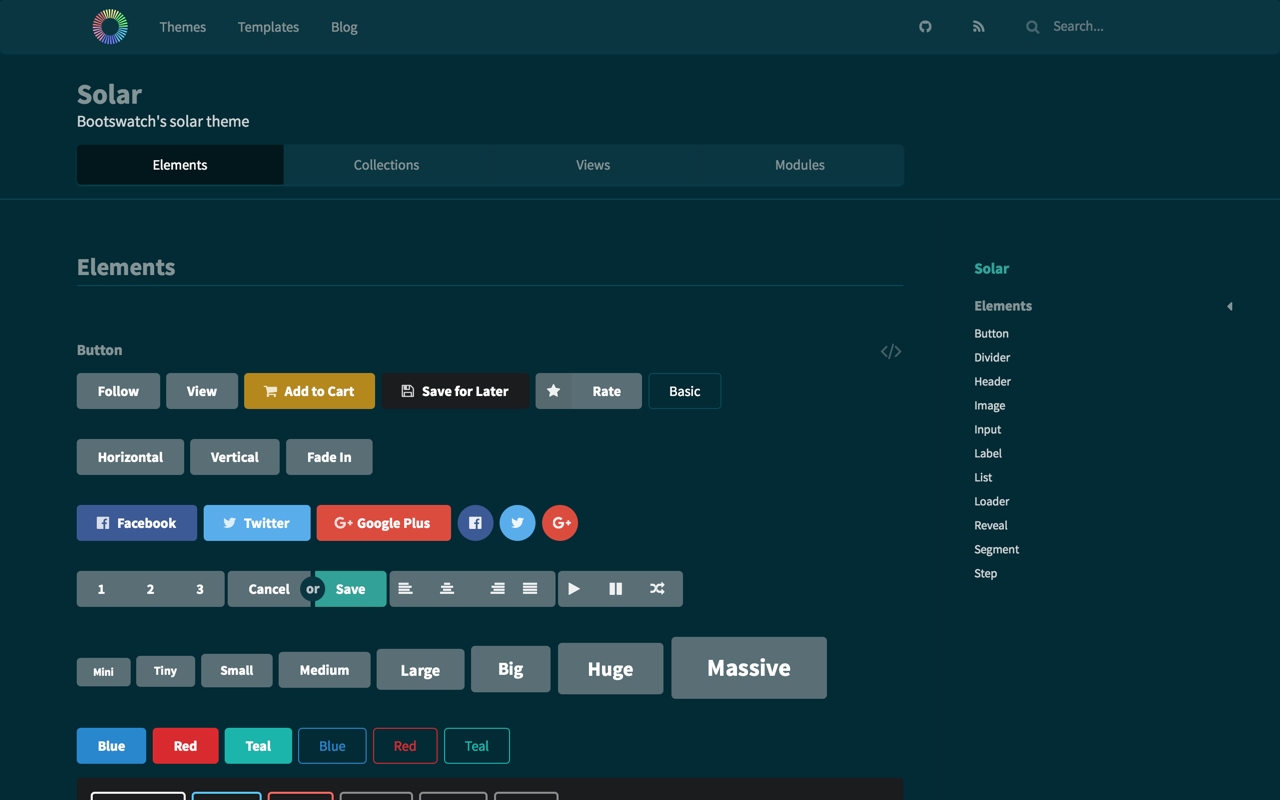 Themes Templates Blog Search...
Solar
Bootswatch's solar theme
Elements Collections Views Modules
Elements
Button
Follow View Add to Cart Save for Later Rate Basic
Horizontal Vertical Fade In
Facebook Twitter G+ Google Plus G+
1 2 3 Cancel or Save
Mini Tiny Small Medium Large Big Huge Massive
Blue Red Teal Blue Red Teal
Solar
Elements
Button
Divider
Header
Image
Input
Label
List
Loader
Reveal
Segment
Step